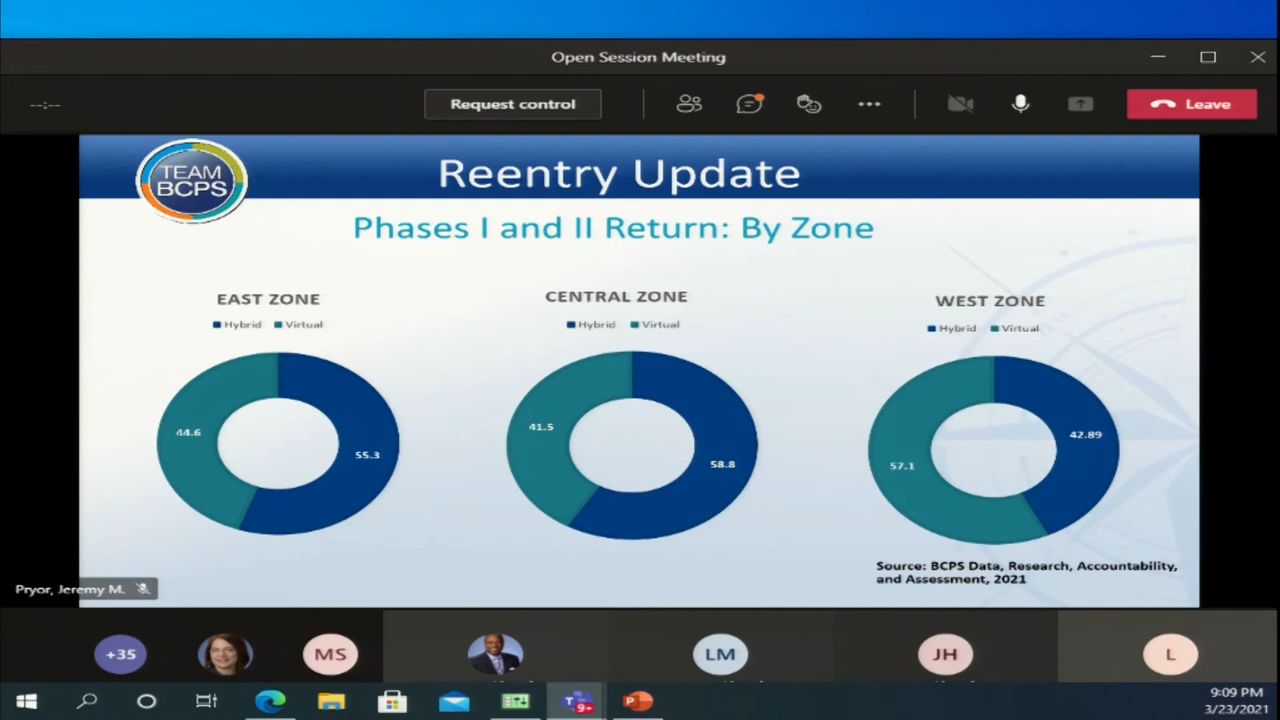 Open Session Meeting
--:--
Request control
Leave
TEAM
BCPS
Reentry Update
Phases I and II Return: By Zone
EAST ZONE
Hybrid Virtual
44.6
55.3
CENTRAL ZONE
Hybrid Virtual
41.5
58.8
WEST ZONE
Hybrid Virtual
42.89
57.1
Source: BCPS Data, Research, Accountability,
and Assessment, 2021
Pryor, Jeremy M.
+35
MS
LM
JH
L
T
9+
P
9:09 PM
3/23/2021